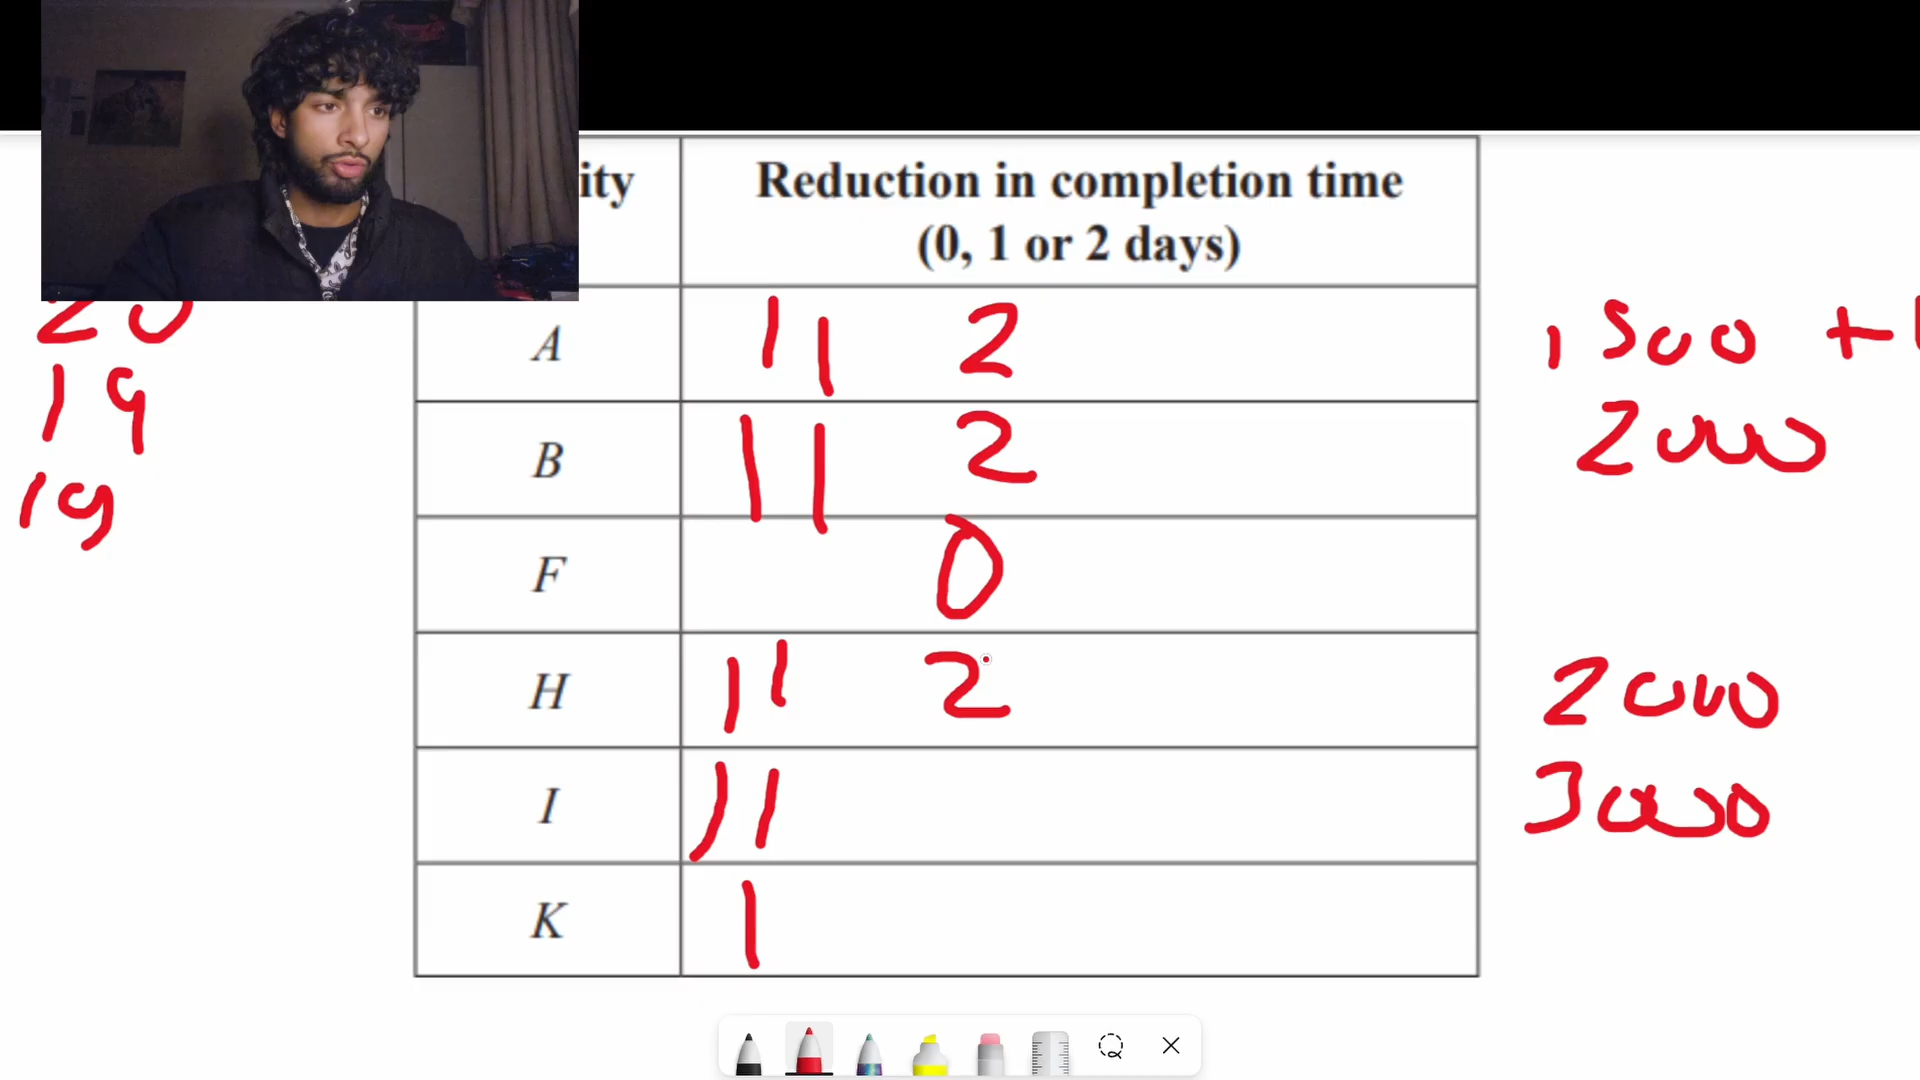 ity Reduction in completion time
(0, 1 or 2 days)
20
A 11 2 1500 +
19
B 11 2 2000
19
F 0
H 11 2 2000
I 11 3000
K 1